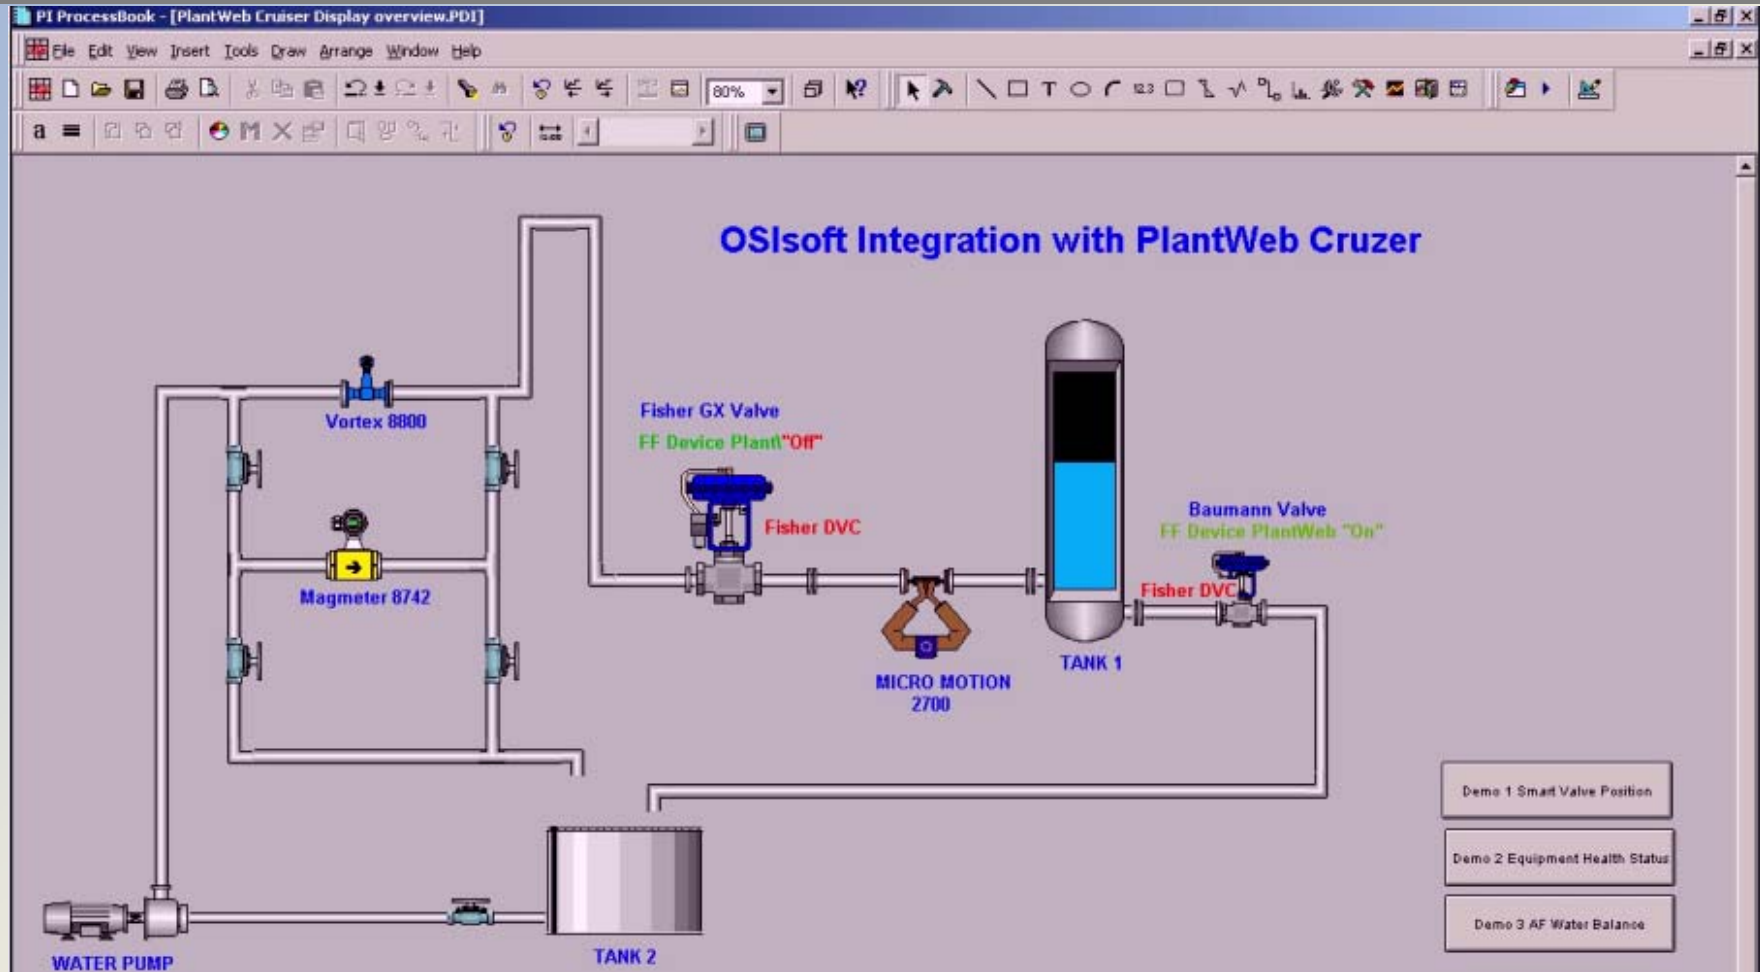 PI ProcessBook - [PlantWeb Cruiser Display overview.PDI]
File Edit View Insert Tools Draw Arrange Window Help
80%
T
12.3
a
M
OSIsoft Integration with PlantWeb Cruzer
Vortex 8800
Fisher GX Valve
FF Device Plant\"Off"
Fisher DVC
Magmeter 8742
Baumann Valve
FF Device PlantWeb "On"
Fisher DVC
MICRO MOTION
2700
TANK 1
Demo 1 Smart Valve Position
Demo 2 Equipment Health Status
Demo 3 AF Water Balance
WATER PUMP
TANK 2